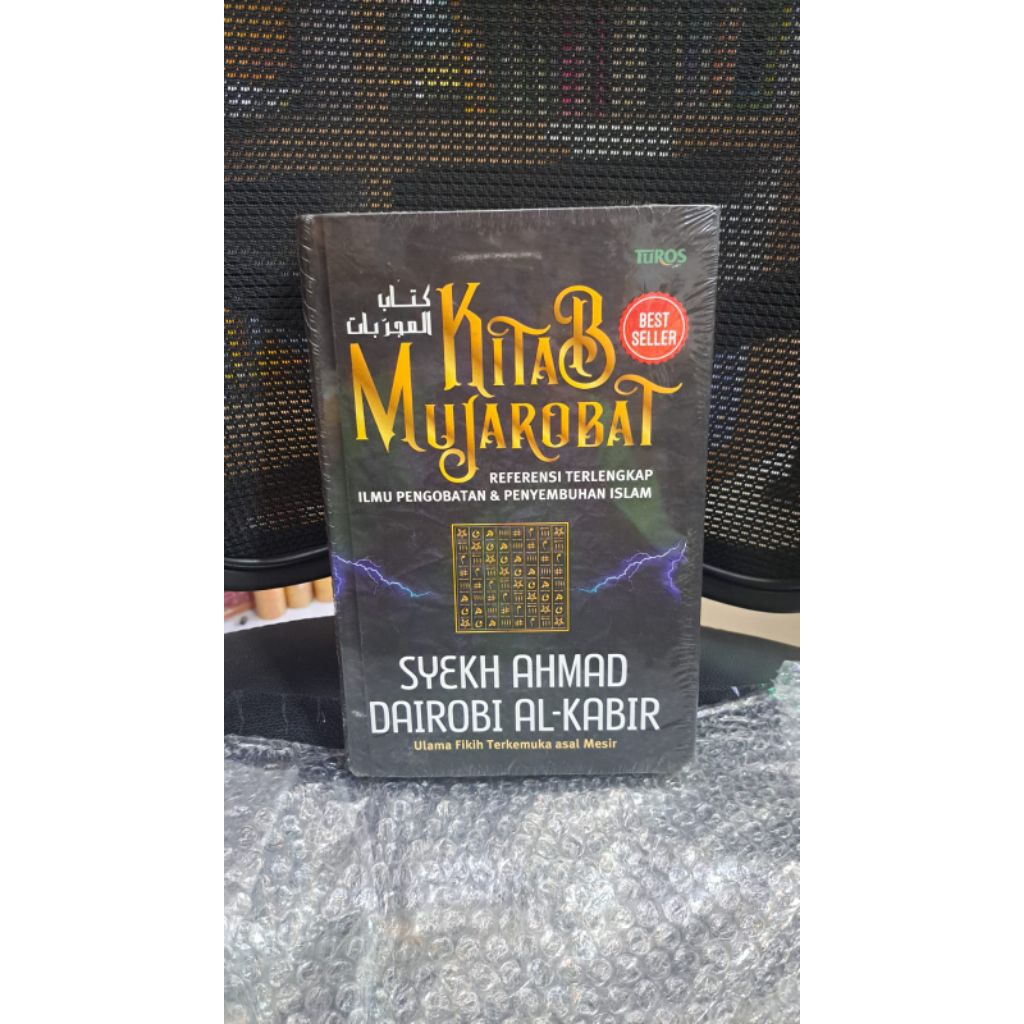 TUROS
كتاب
المجربات
KITAB
MUJAROBAT
BEST
SELLER
REFERENSI TERLENGKAP
ILMU PENGOBATAN & PENYEMBUHAN ISLAM
SYEKH AHMAD
DAIROBI AL-KABIR
Ulama Fikih Terkemuka asal Mesir